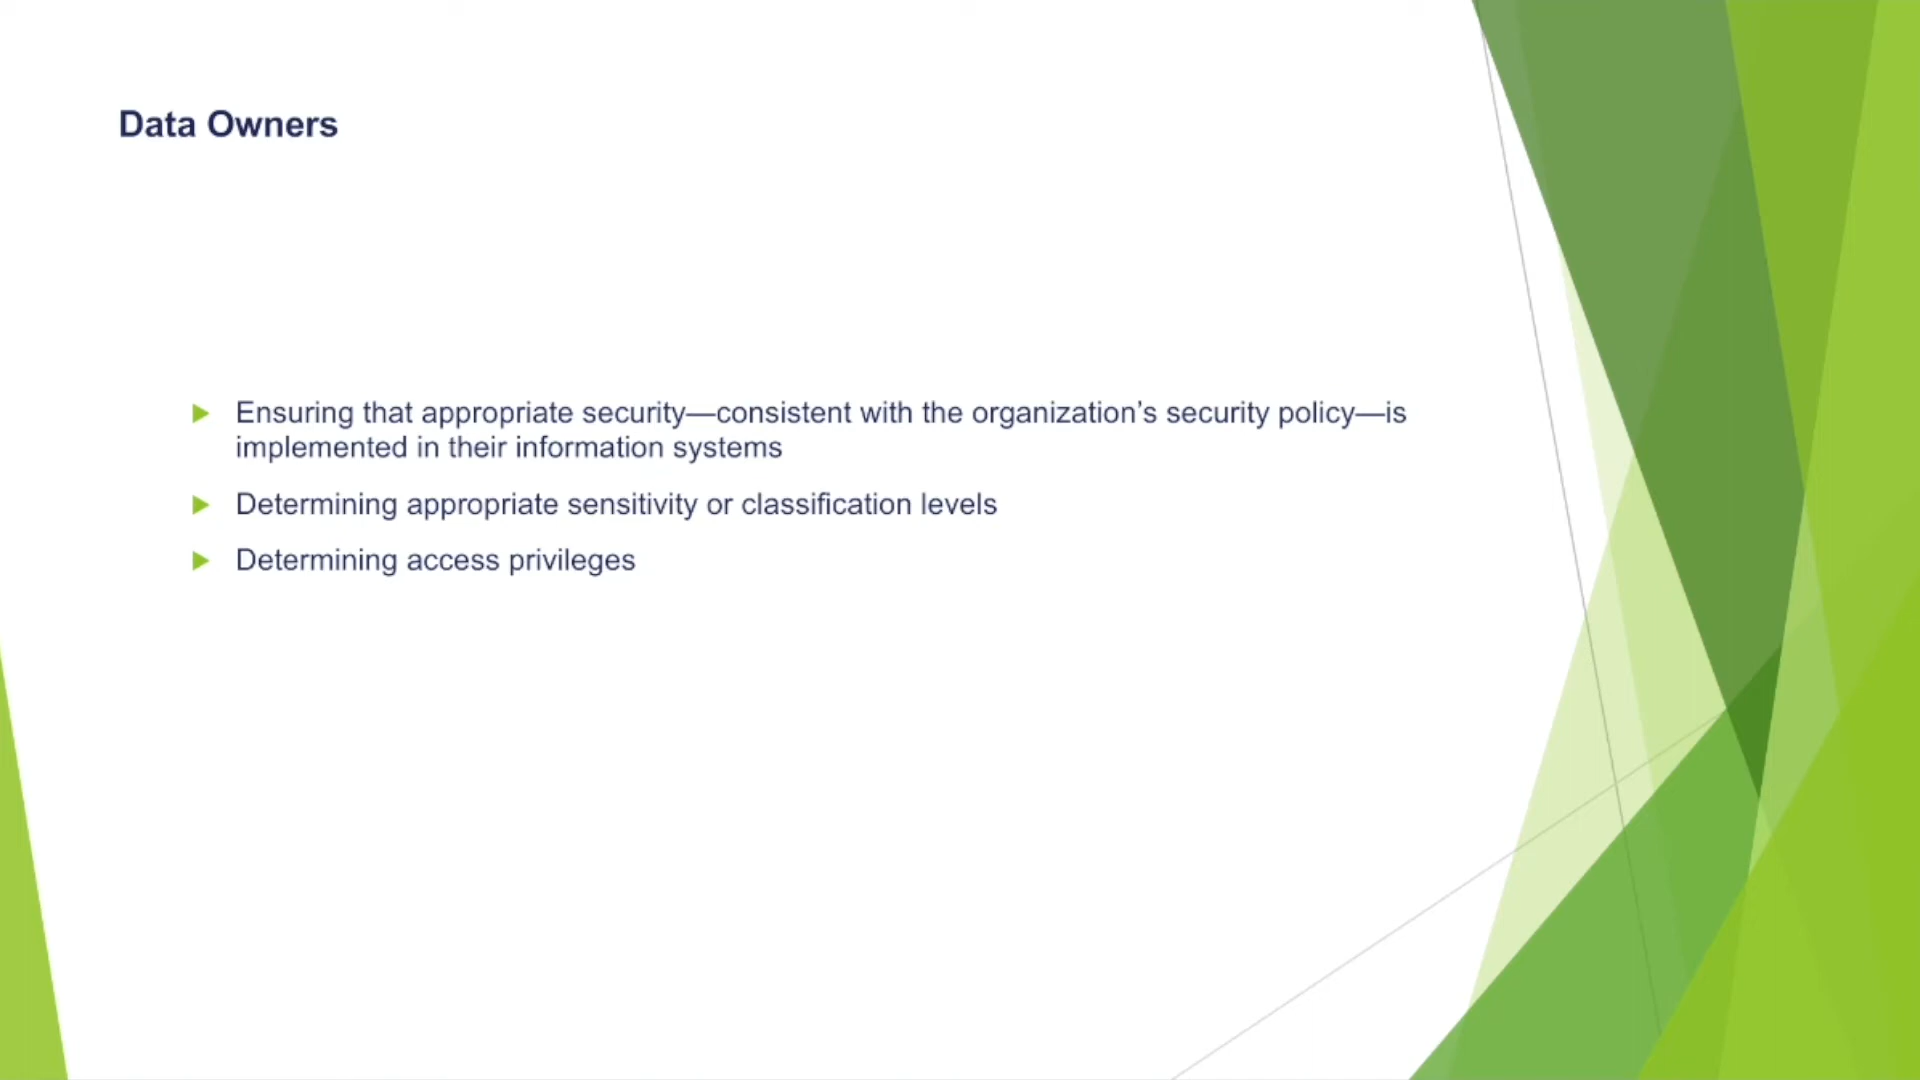 Data Owners
Ensuring that appropriate security—consistent with the organization’s security policy—is
implemented in their information systems
Determining appropriate sensitivity or classification levels
Determining access privileges